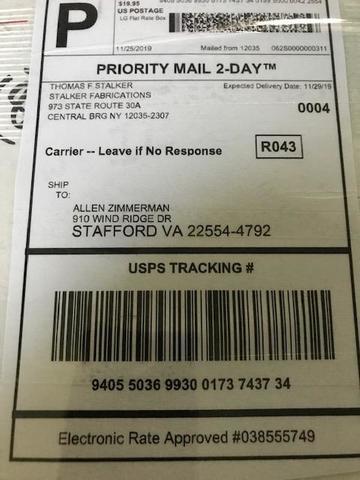 P
$19.95
US POSTAGE
LG Flat Rate Box
11/25/2019
Mailed from 12035
062S0000000311
PRIORITY MAIL 2-DAY™
THOMAS F STALKER
Expected Delivery Date: 11/29/19
STALKER FABRICATIONS
973 STATE ROUTE 30A
0004
CENTRAL BRG NY 12035-2307
Carrier -- Leave if No Response
R043
SHIP
TO:
ALLEN ZIMMERMAN
910 WIND RIDGE DR
STAFFORD VA 22554-4792
USPS TRACKING #
9405 5036 9930 0173 7437 34
Electronic Rate Approved #038555749